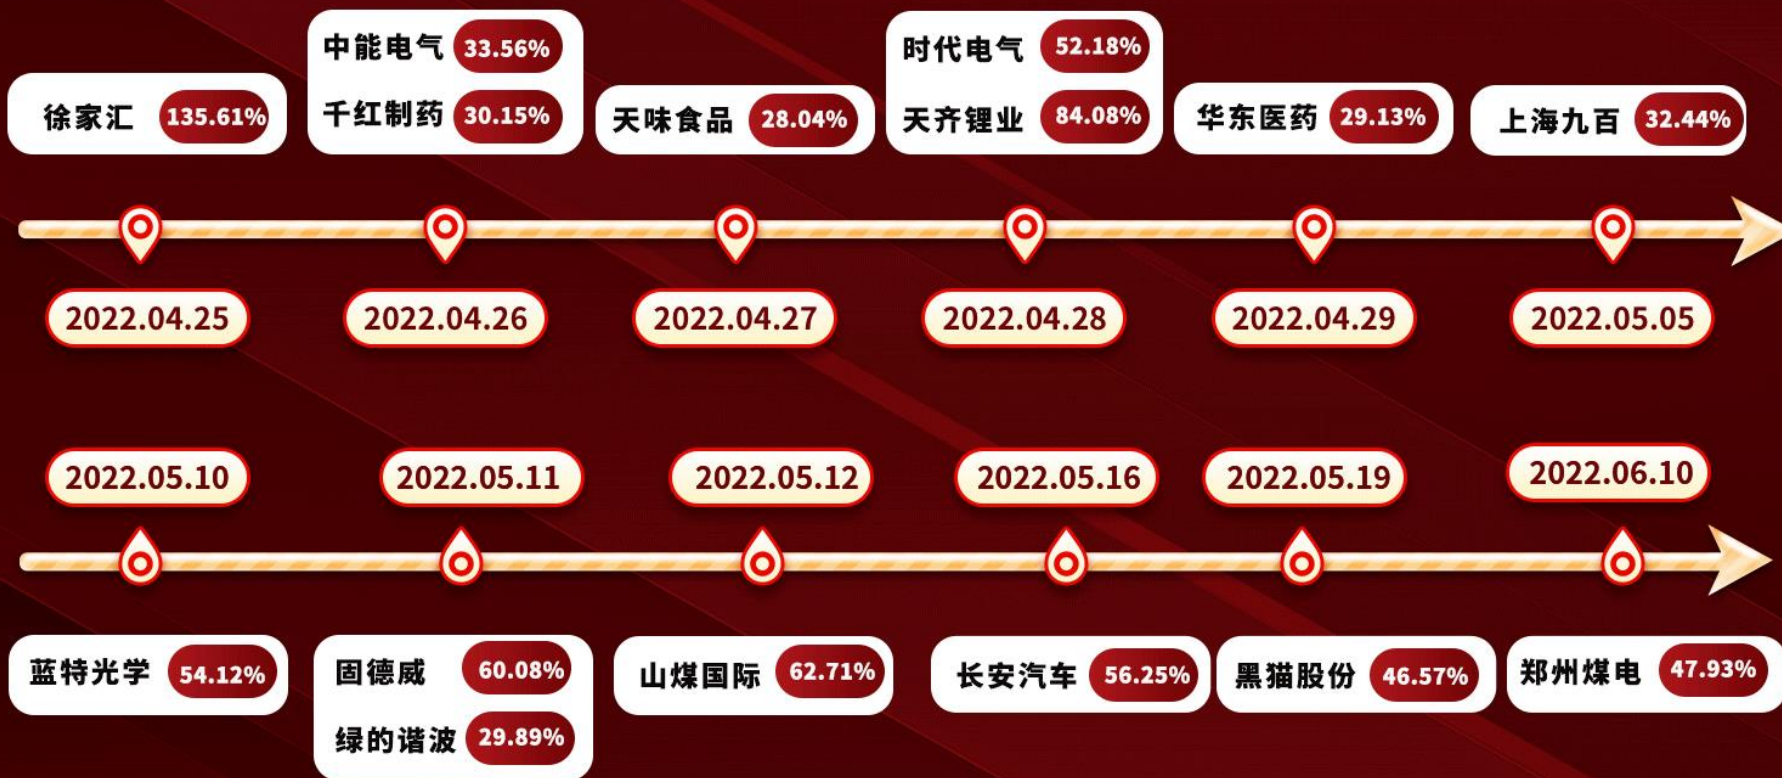 徐家汇 135.61%
中能电气 33.56%
千红制药 30.15%
天味食品 28.04%
时代电气 52.18%
天齐锂业 84.08%
华东医药 29.13%
上海九百 32.44%
2022.04.25
2022.04.26
2022.04.27
2022.04.28
2022.04.29
2022.05.05
2022.05.10
2022.05.11
2022.05.12
2022.05.16
2022.05.19
2022.06.10
蓝特光学 54.12%
固德威 60.08%
绿的谐波 29.89%
山煤国际 62.71%
长安汽车 56.25%
黑猫股份 46.57%
郑州煤电 47.93%